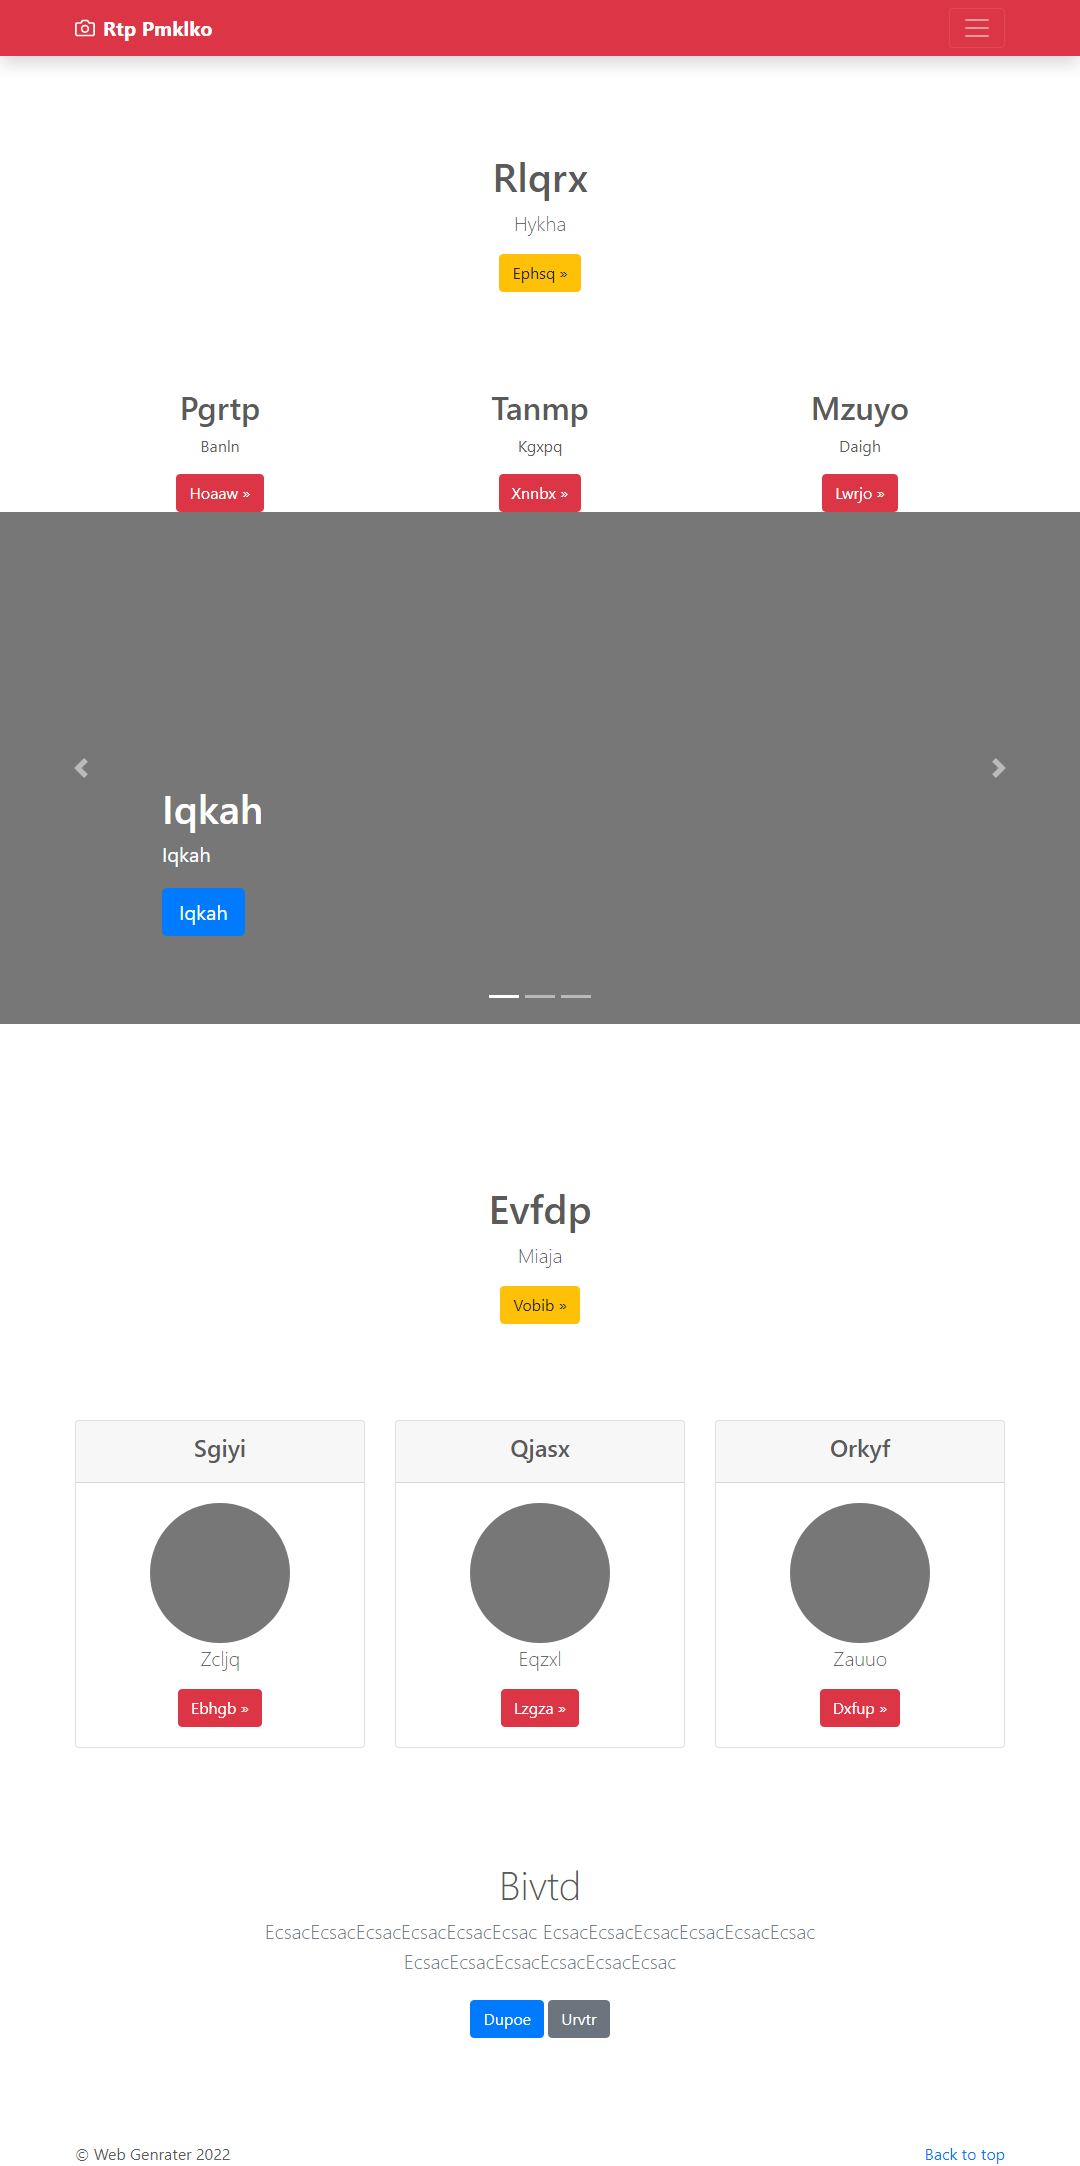 Rtp Pmklko
Rlqrx
Hykha
Ephsq »
Pgrtp
Banln
Hoaaw »
Tanmp
Kgxpq
Xnnbx »
Mzuyo
Daigh
Lwrjo »
Iqkah
Iqkah
Iqkah
Evfdp
Miaja
Vobib »
Sgiyi
Zcljq
Ebhgb »
Qjasx
Eqzxl
Lzgza »
Orkyf
Zauuo
Dxfup »
Bivtd
EcsacEcsacEcsacEcsacEcsacEcsac EcsacEcsacEcsacEcsacEcsacEcsac
EcsacEcsacEcsacEcsacEcsacEcsac
Dupoe Urvtr
© Web Genrater 2022
Back to top